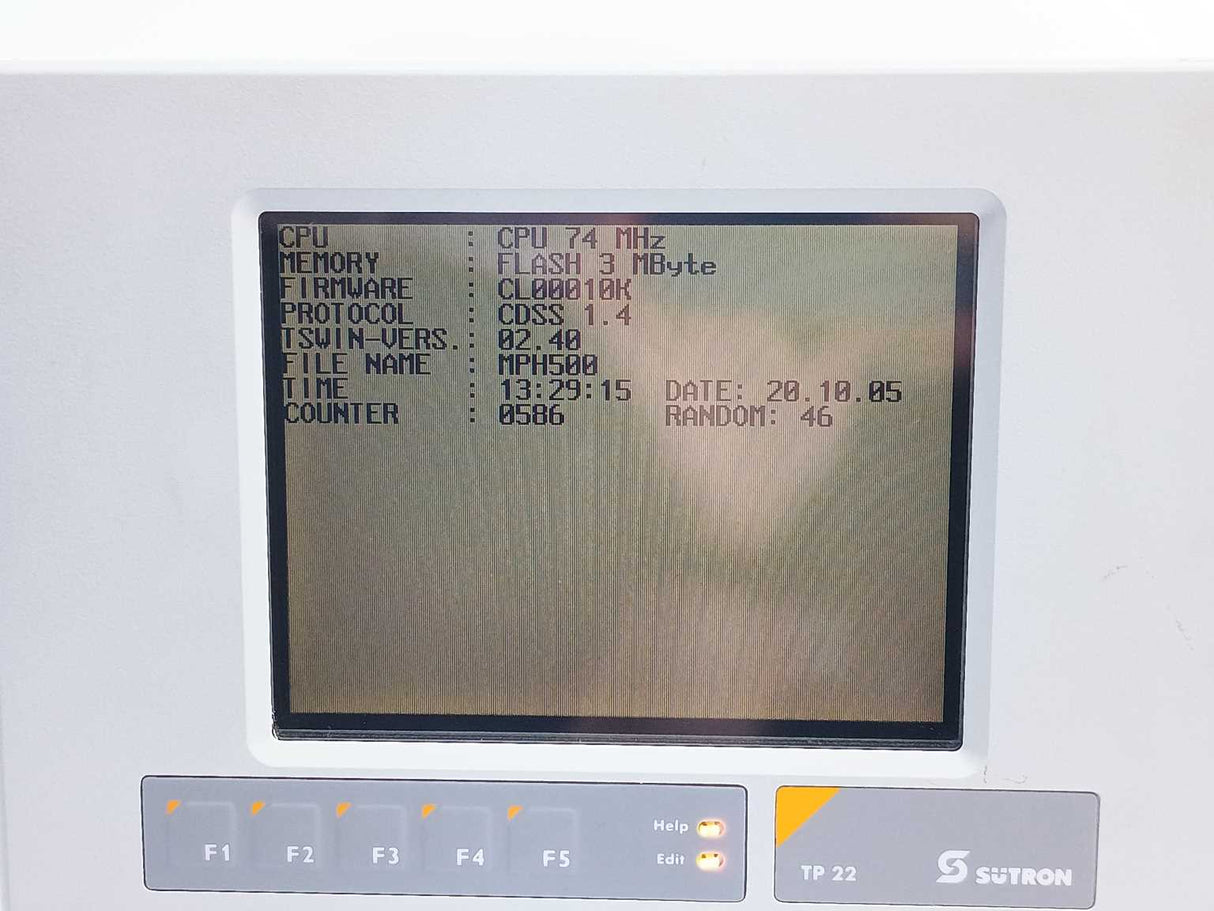 CPU : CPU 74 MHz
MEMORY : FLASH 3 MByte
FIRMWARE : CL00010K
PROTOCOL : CDSS 1.4
TSWIN-VERS.: 02.40
FILE NAME : MPH500
TIME : 13:29:15 DATE: 20.10.05
COUNTER : 0586 RANDOM: 46
Help
Edit
F1 F2 F3 F4 F5
TP 22
SÜTRON